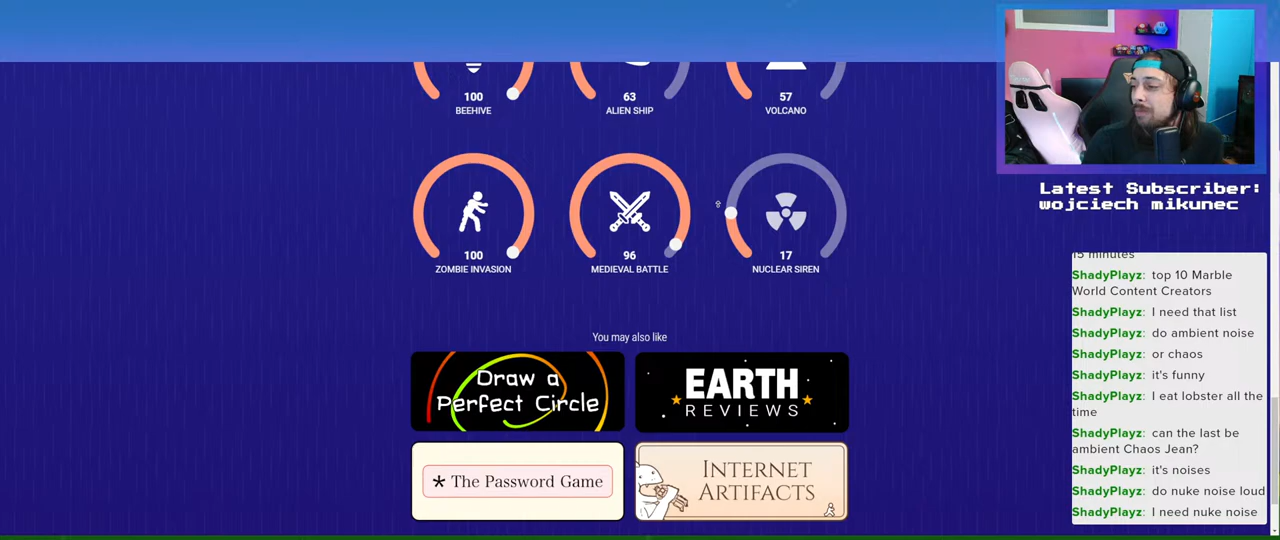 100
BEEHIVE
63
ALIEN SHIP
57
VOLCANO
100
ZOMBIE INVASION
96
MEDIEVAL BATTLE
17
NUCLEAR SIREN
You may also like
Draw a
Perfect Circle
EARTH
REVIEWS
* The Password Game
INTERNET
ARTIFACTS
Latest Subscriber:
wojciech mikunec
15 minutes
ShadyPlayz: top 10 Marble
World Content Creators
ShadyPlayz: I need that list
ShadyPlayz: do ambient noise
ShadyPlayz: or chaos
ShadyPlayz: it's funny
ShadyPlayz: I eat lobster all the
time
ShadyPlayz: can the last be
ambient Chaos Jean?
ShadyPlayz: it's noises
ShadyPlayz: do nuke noise loud
ShadyPlayz: I need nuke noise